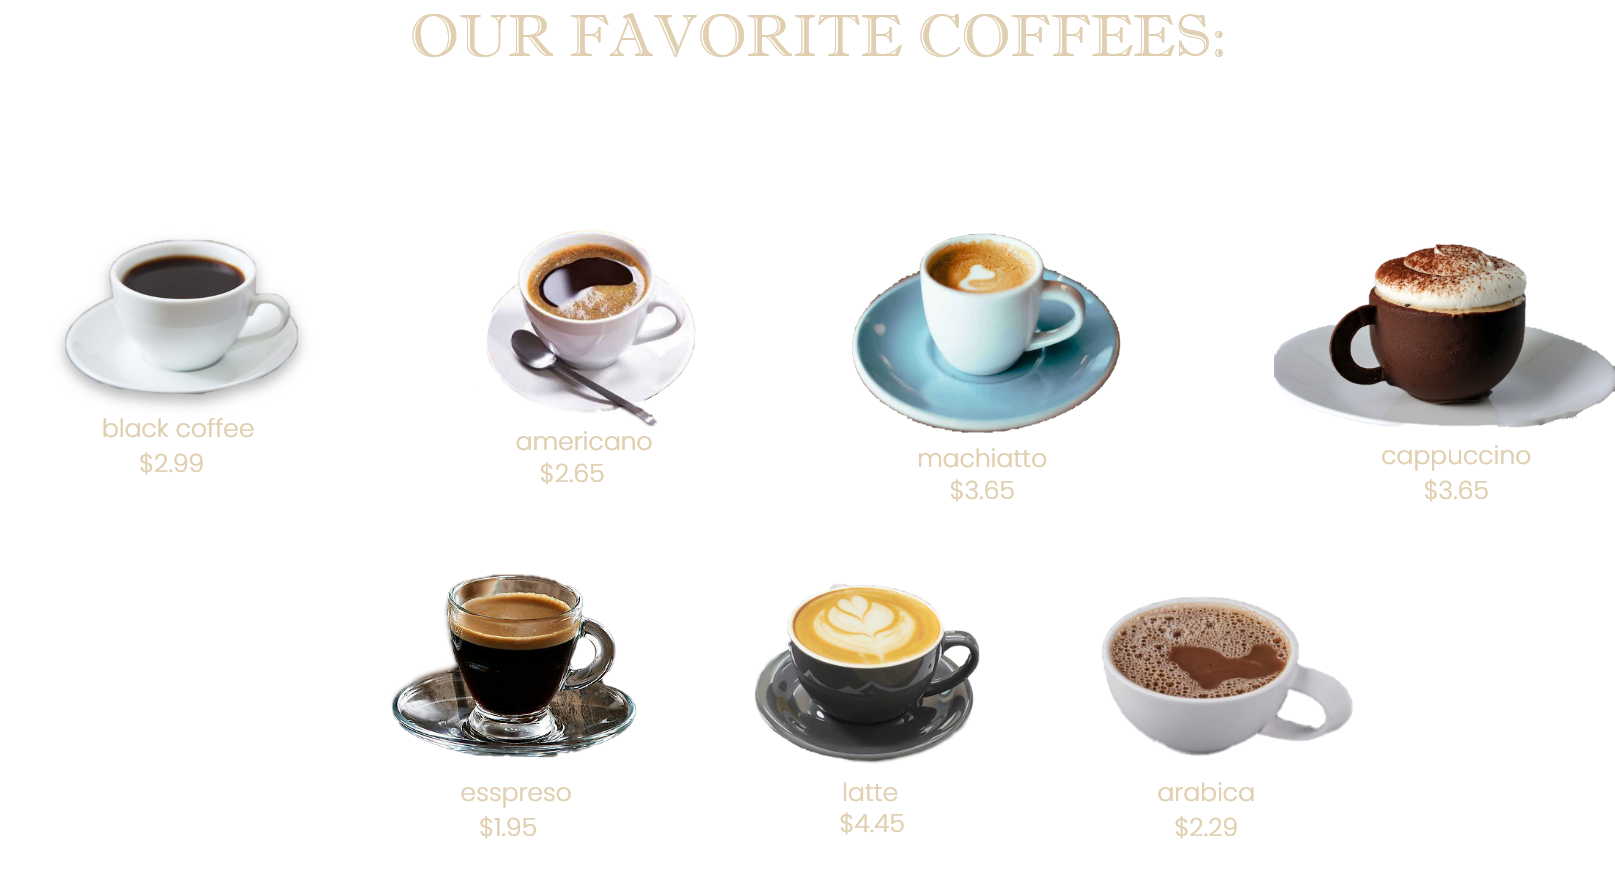 OUR FAVORITE COFFEES:
black coffee
$2.99
americano
$2.65
machiatto
$3.65
cappuccino
$3.65
esspreso
$1.95
latte
$4.45
arabica
$2.29